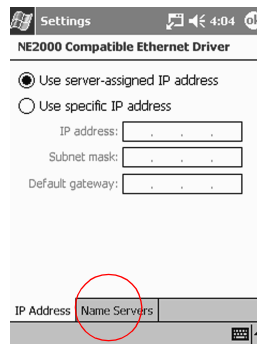 Settings 4:04 ok
NE2000 Compatible Ethernet Driver
Use server-assigned IP address
Use specific IP address
IP address: . . .
Subnet mask: . . .
Default gateway: . . .
IP Address Name Servers